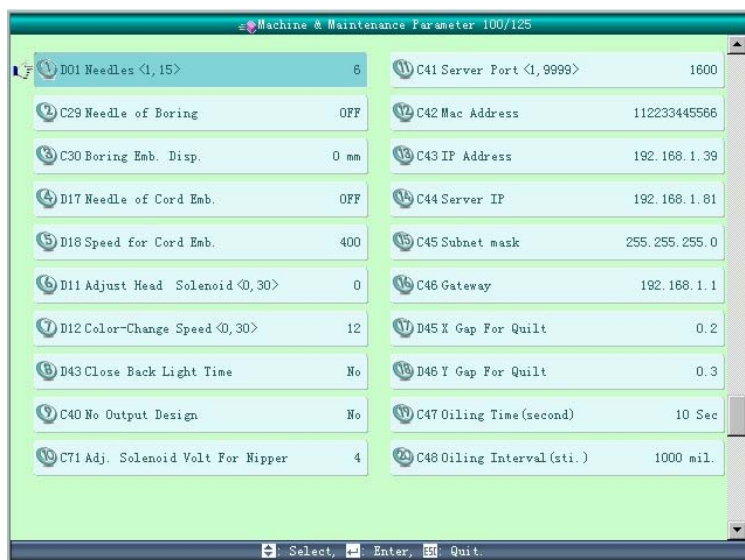 Machine & Maintenance Parameter 100/125
1 D01 Needles <1,15> 6
2 C29 Needle of Boring OFF
3 C30 Boring Emb. Disp. 0 mm
4 D17 Needle of Cord Emb. OFF
5 D18 Speed for Cord Emb. 400
6 D11 Adjust Head Solenoid <0,30> 0
7 D12 Color-Change Speed <0,30> 12
8 D43 Close Back Light Time No
9 C40 No Output Design No
10 C71 Adj. Solenoid Volt For Nipper 4
11 C41 Server Port <1,9999> 1600
12 C42 Mac Address 112233445566
13 C43 IP Address 192.168.1.39
14 C44 Server IP 192.168.1.81
15 C45 Subnet mask 255.255.255.0
16 C46 Gateway 192.168.1.1
17 D45 X Gap For Quilt 0.2
18 D46 Y Gap For Quilt 0.3
19 C47 Oiling Time(second) 10 Sec
20 C48 Oiling Interval(sti.) 1000 mil.
: Select, : Enter, ESC: Quit.